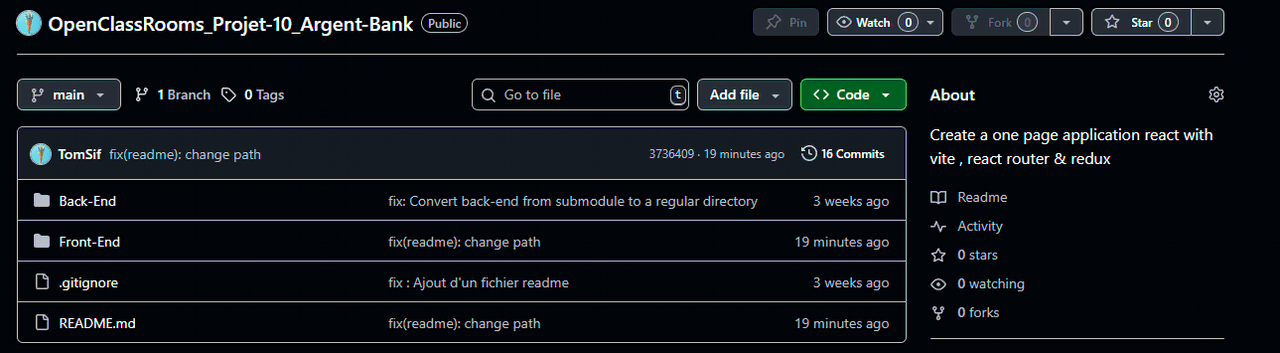 OpenClassRooms_Projet-10_Argent-Bank Public Pin Watch 0 Fork 0 Star 0
main 1 Branch 0 Tags Go to file t Add file Code
TomSif fix(readme): change path 3736409 · 19 minutes ago 16 Commits
Back-End fix: Convert back-end from submodule to a regular directory 3 weeks ago
Front-End fix(readme): change path 19 minutes ago
.gitignore fix : Ajout d'un fichier readme 3 weeks ago
README.md fix(readme): change path 19 minutes ago
About
Create a one page application react with
vite , react router & redux
Readme
Activity
0 stars
0 watching
0 forks